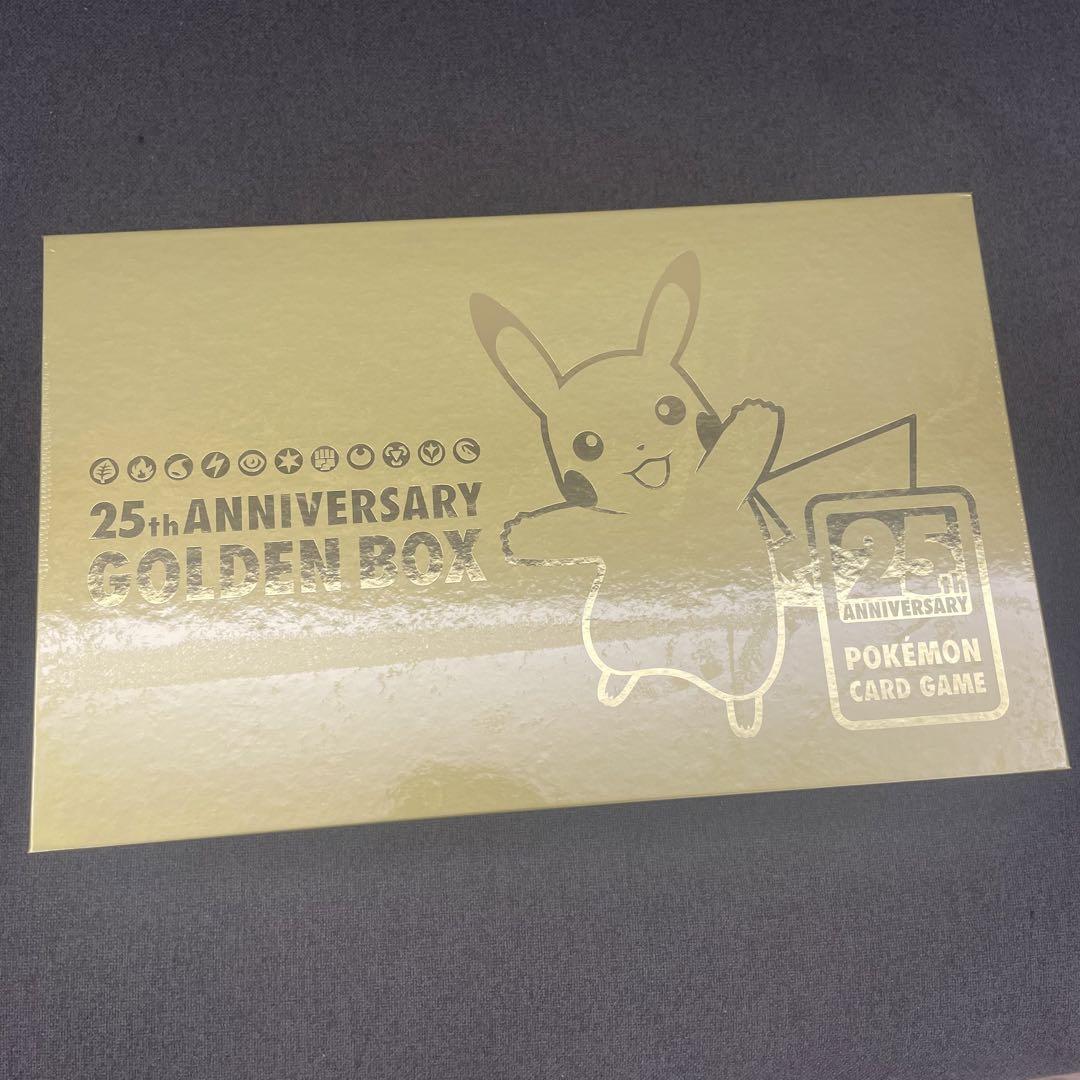 25th ANNIVERSARY
GOLDEN BOX
25th
ANNIVERSARY
POKÉMON
CARD GAME